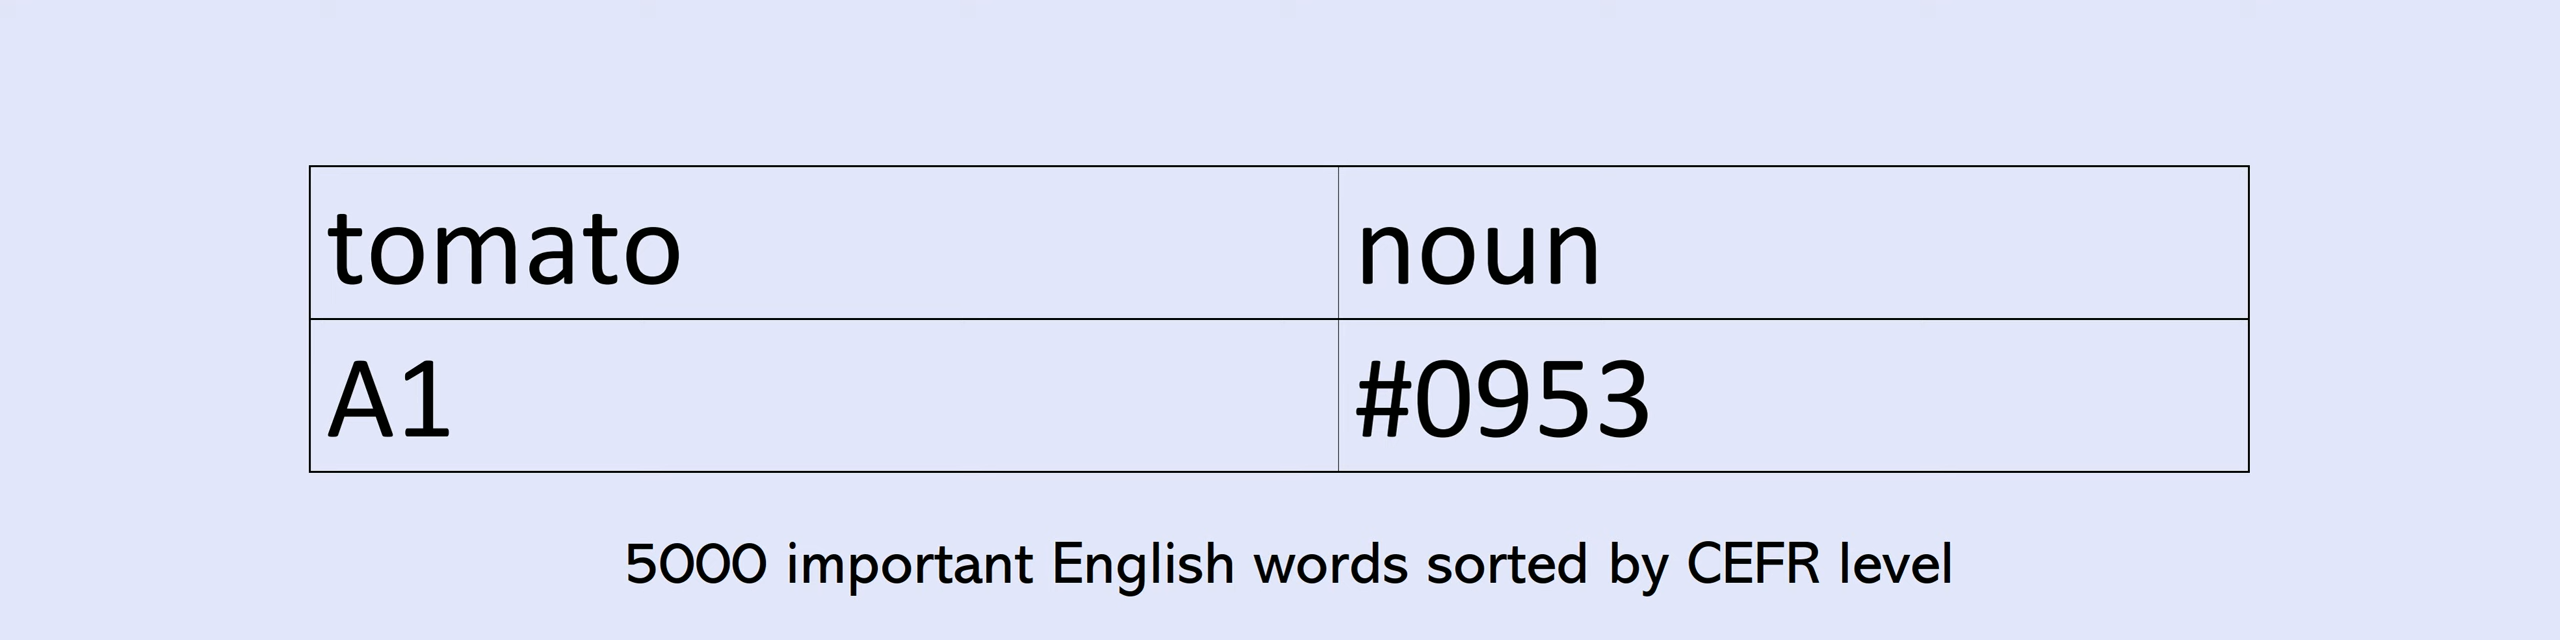 tomato noun
A1 #0953
5000 important English words sorted by CEFR level